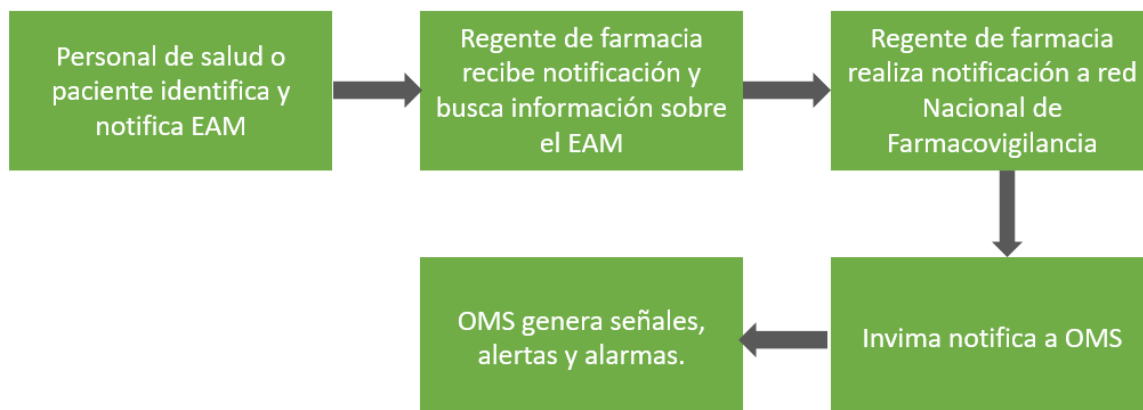 Personal de salud o
paciente identifica y
notifica EAM
Regente de farmacia
recibe notificación y
busca información sobre
el EAM
Regente de farmacia
realiza notificación a red
Nacional de
Farmacovigilancia
Invima notifica a OMS
OMS genera señales,
alertas y alarmas.